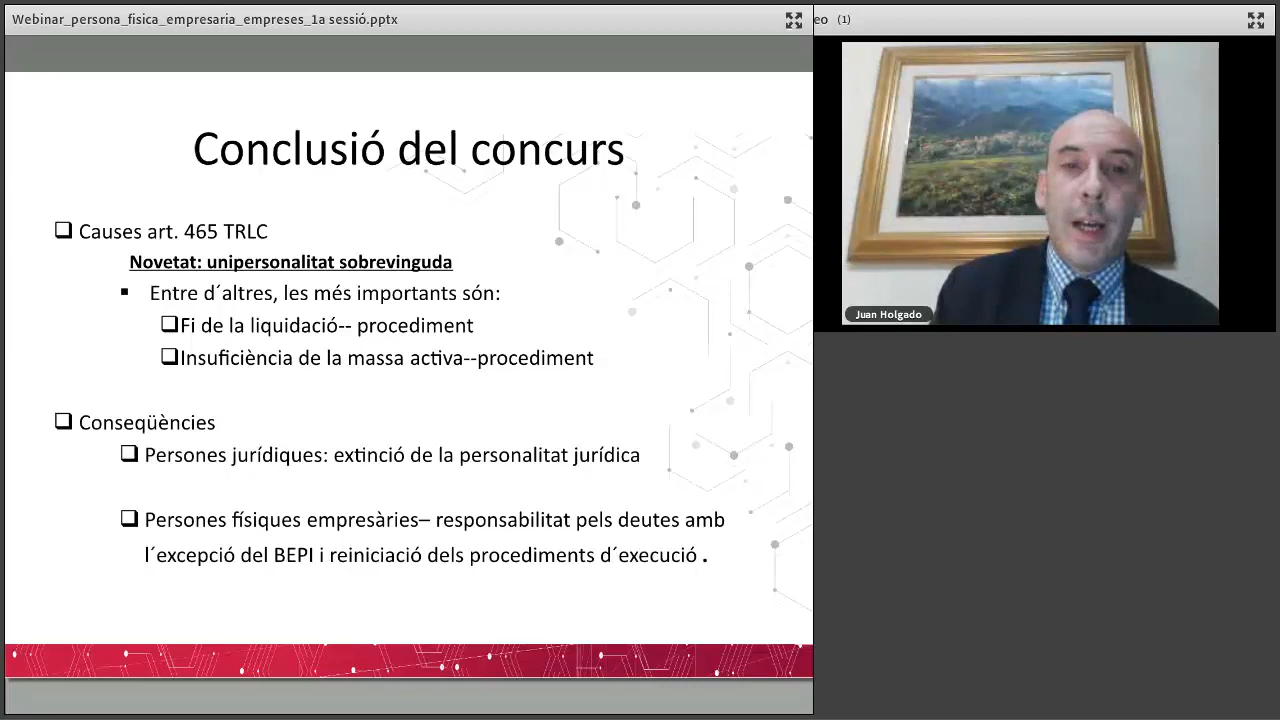 Webinar_persona_fisica_empresaria_empreses_1a sessió.pptx
eo (1)
Conclusió del concurs
Causes art. 465 TRLC
Novetat: unipersonalitat sobrevinguda
Entre d´altres, les més importants són:
Fi de la liquidació-- procediment
Insuficiència de la massa activa--procediment
Conseqüències
Persones jurídiques: extinció de la personalitat jurídica
Persones físiques empresàries– responsabilitat pels deutes amb
l´excepció del BEPI i reiniciació dels procediments d´execució .
Juan Holgado